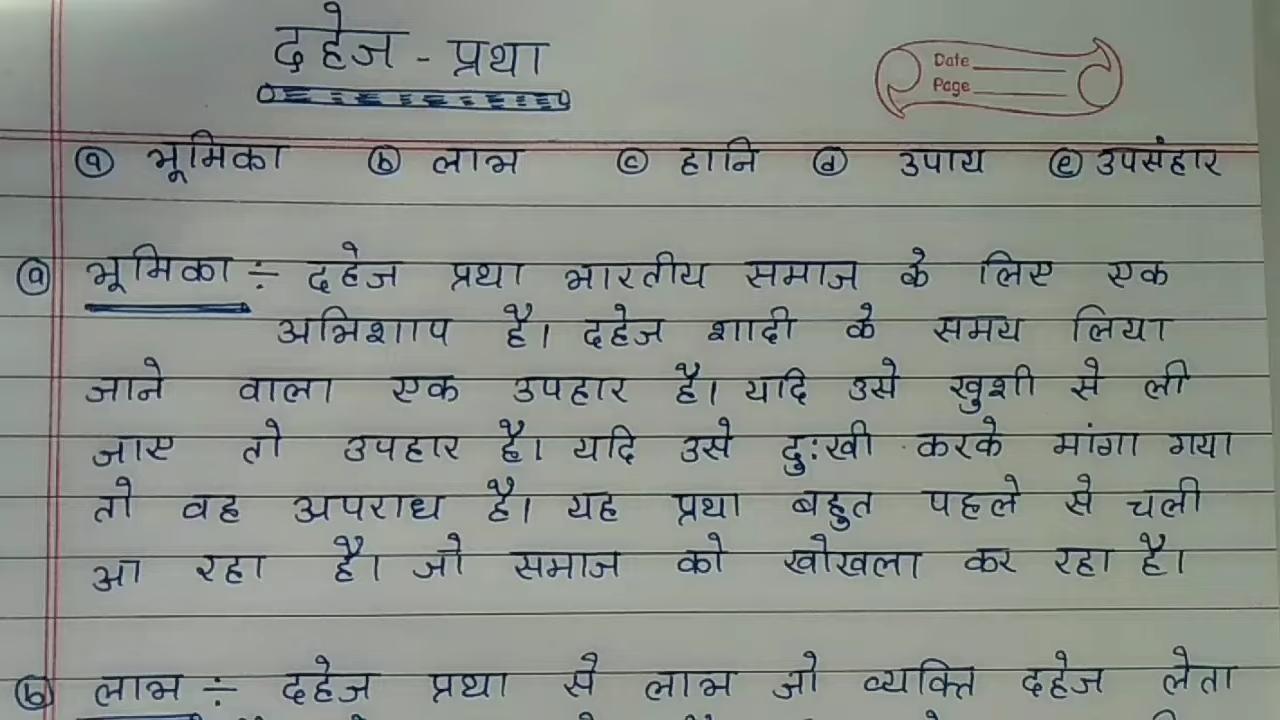 दहेज - प्रथा
Date
Page
ⓐ भूमिका ⓑ लाभ ⓒ हानि ⓓ उपाय ⓔ उपसंहार
ⓐ भूमिका ÷ दहेज प्रथा भारतीय समाज के लिए एक
अभिशाप है। दहेज शादी के समय लिया
जाने वाला एक उपहार है। यदि उसे खुशी से ली
जाए तो उपहार है। यदि उसे दुःखी करके मांगा गया
तो वह अपराध है। यह प्रथा बहुत पहले से चली
आ रहा है। जो समाज को खोखला कर रहा है।
ⓑ लाभ ÷ दहेज प्रथा से लाभ जो व्यक्ति दहेज लेता